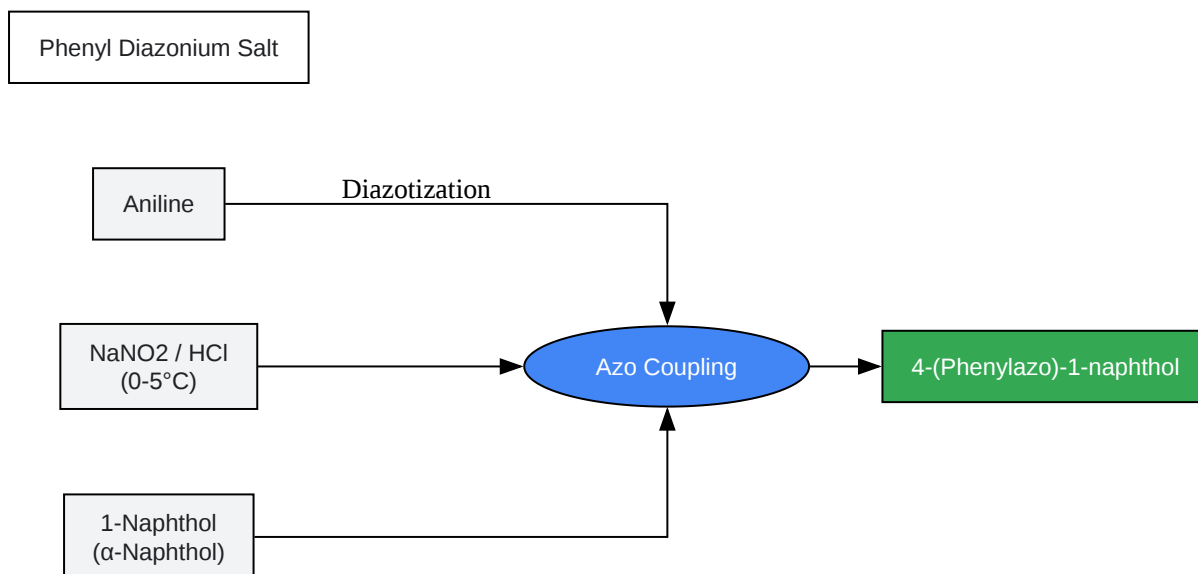 Phenyl Diazonium Salt
Aniline
Diazotization
NaNO2 / HCl
(0-5°C)
Azo Coupling
4-(Phenylazo)-1-naphthol
1-Naphthol
(α-Naphthol)